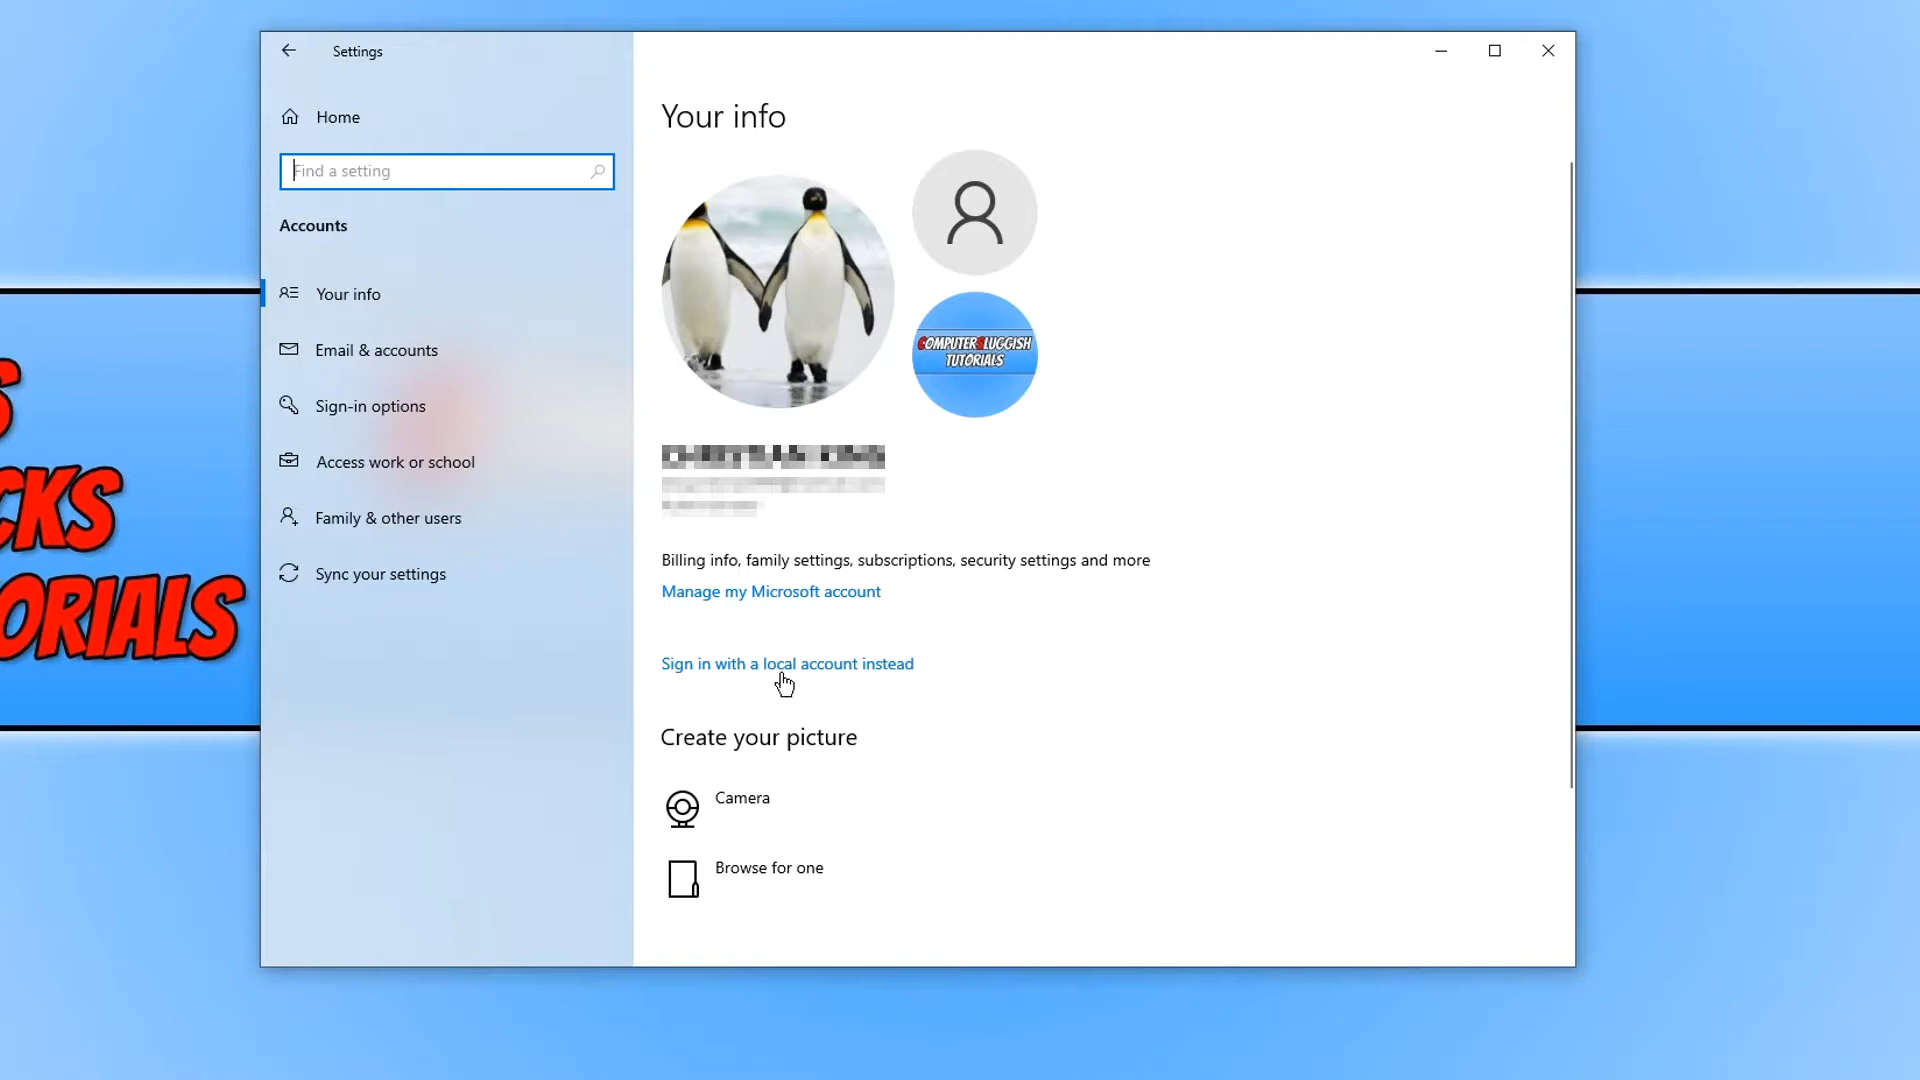 Settings
Home
Find a setting
Accounts
Your info
Email & accounts
Sign-in options
Access work or school
Family & other users
Sync your settings
Your info
COMPUTERSLUGGISH
TUTORIALS
Billing info, family settings, subscriptions, security settings and more
Manage my Microsoft account
Sign in with a local account instead
Create your picture
Camera
Browse for one